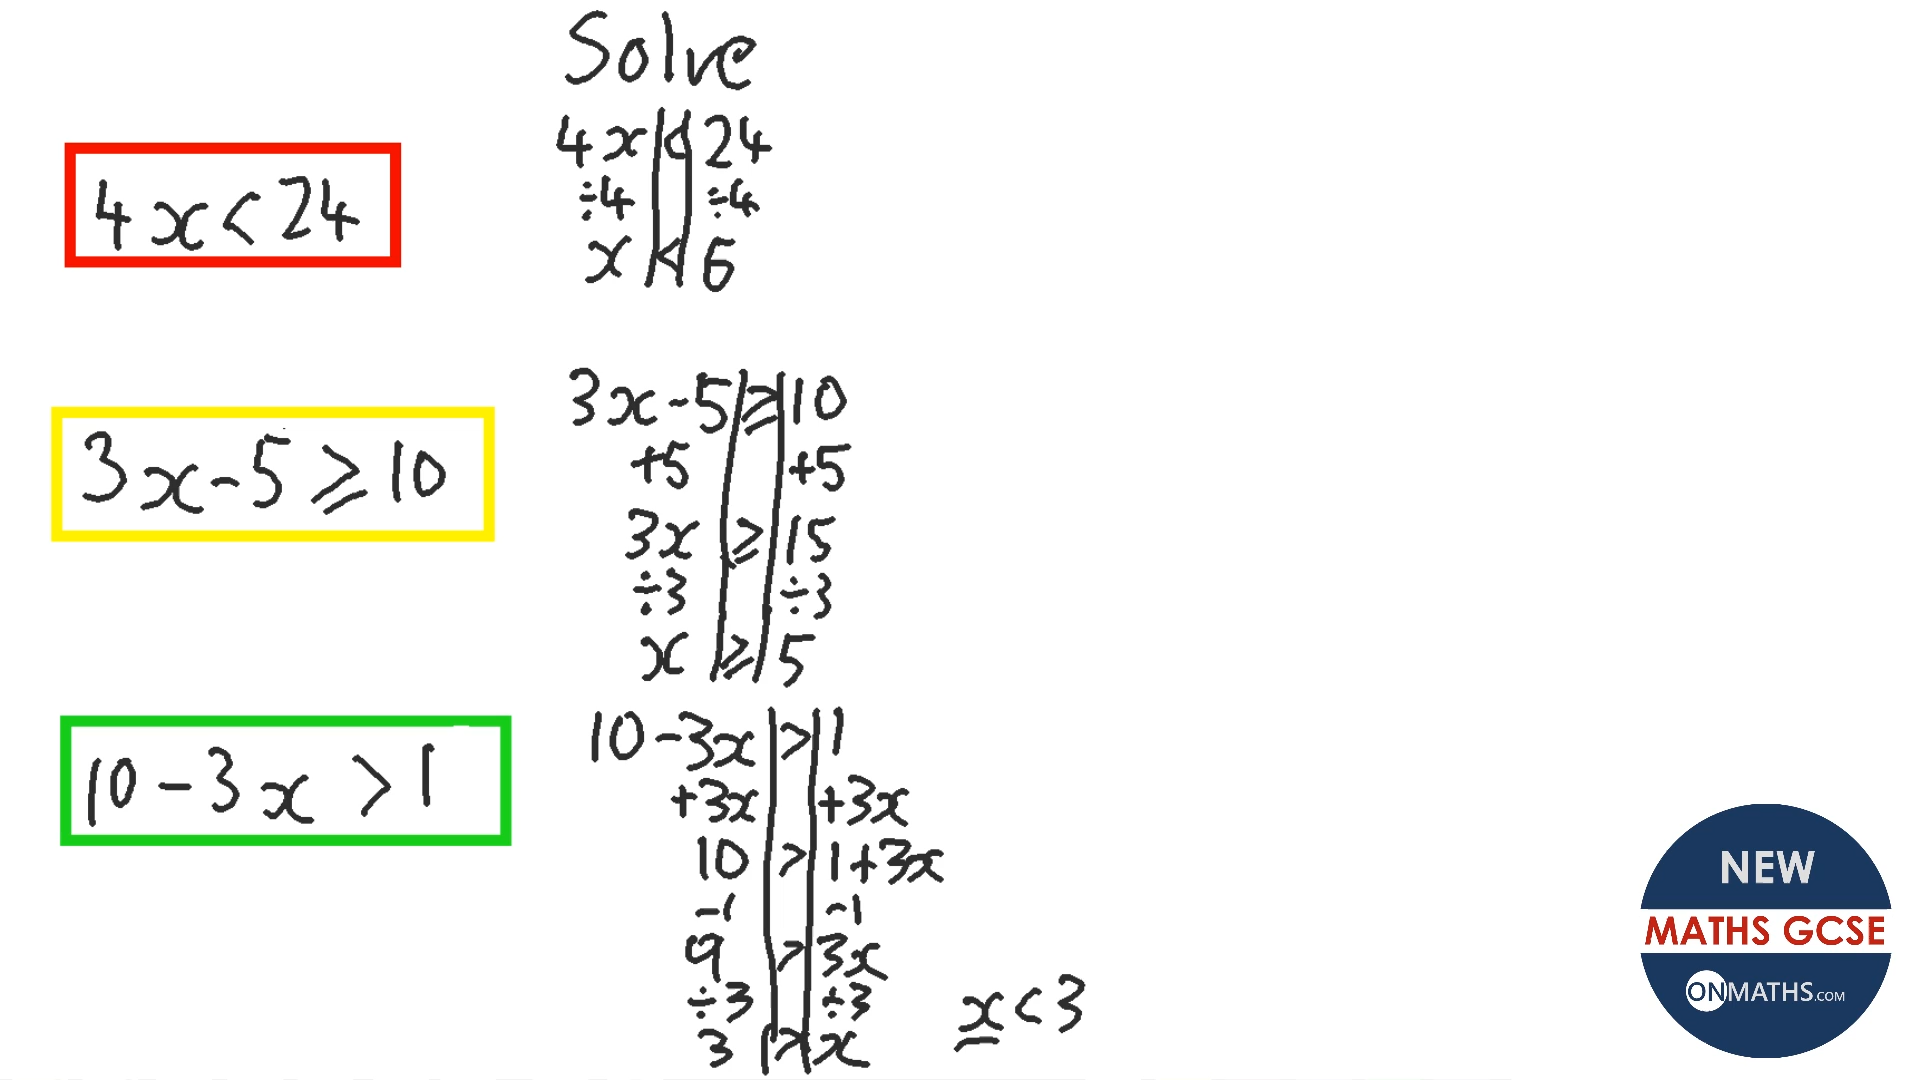 Solve
4x < 24
4x < 24
÷4 ÷4
x < 6
3x - 5 ≥ 10
3x - 5 ≥ 10
+5 +5
3x ≥ 15
÷3 ÷3
x ≥ 5
10 - 3x > 1
10 - 3x > 1
+3x +3x
10 > 1 + 3x
-1 -1
9 > 3x
÷3 ÷3
3 > x
x < 3
NEW
MATHS GCSE
ONMATHS.COM